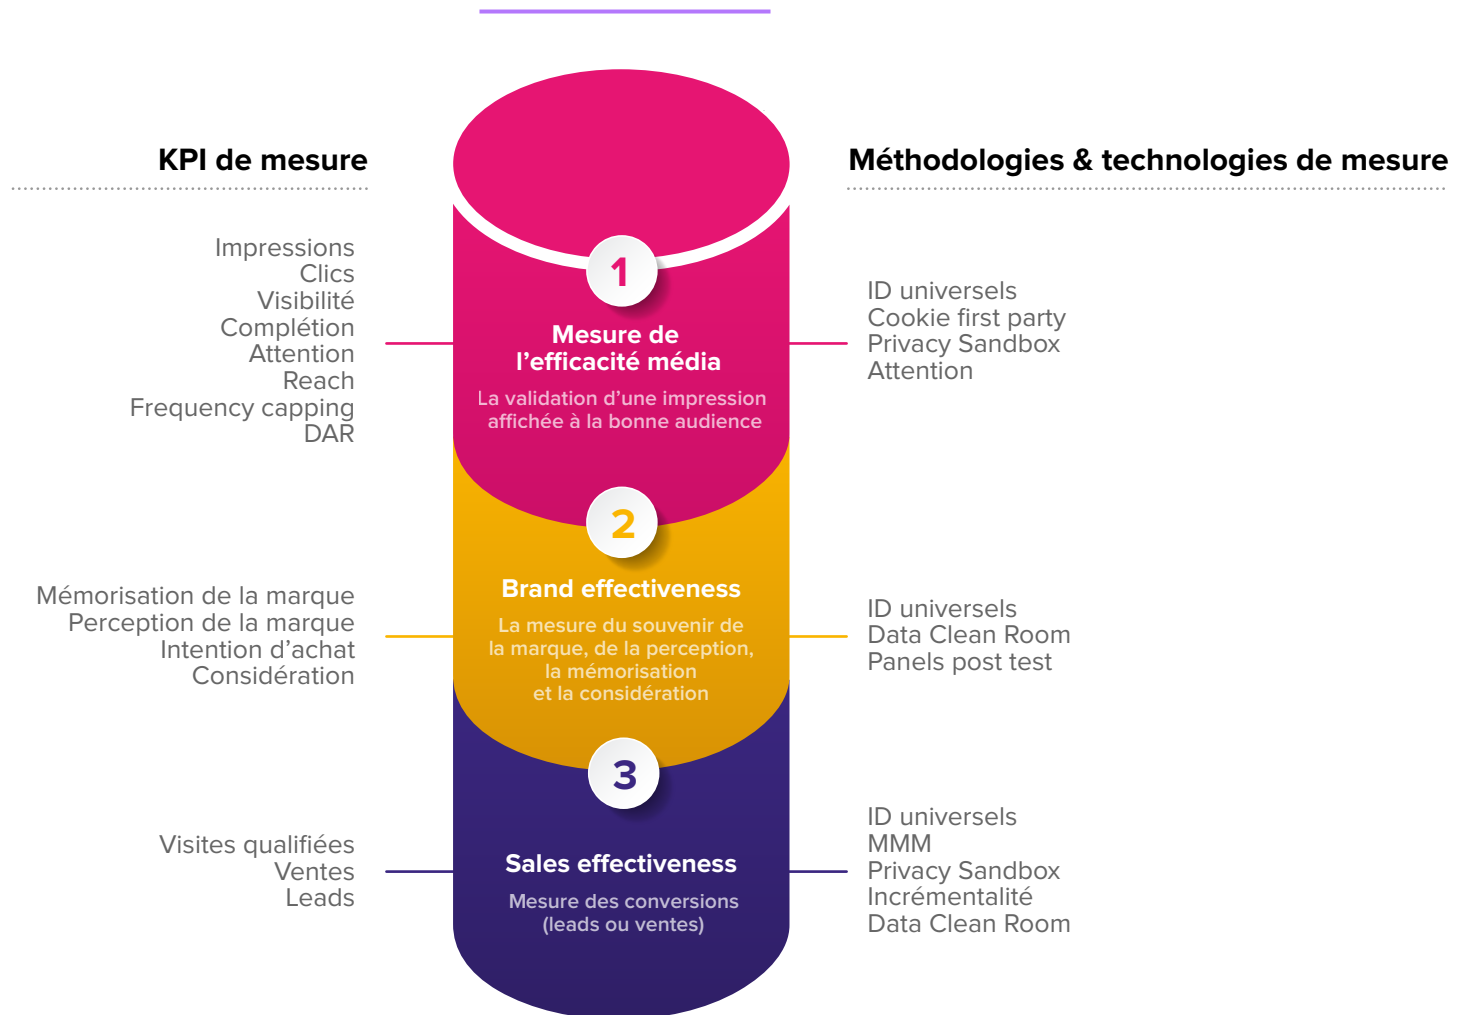 KPI de mesure
Méthodologies & technologies de mesure
Impressions
Clics
Visibilité
Complétion
Attention
Reach
Frequency capping
DAR
1
Mesure de
l’efficacité média
La validation d’une impression
affichée à la bonne audience
ID universels
Cookie first party
Privacy Sandbox
Attention
Mémorisation de la marque
Perception de la marque
Intention d’achat
Considération
2
Brand effectiveness
La mesure du souvenir de
la marque, de la perception,
la mémorisation
et la considération
ID universels
Data Clean Room
Panels post test
Visites qualifiées
Ventes
Leads
3
Sales effectiveness
Mesure des conversions
(leads ou ventes)
ID universels
MMM
Privacy Sandbox
Incrémentalité
Data Clean Room